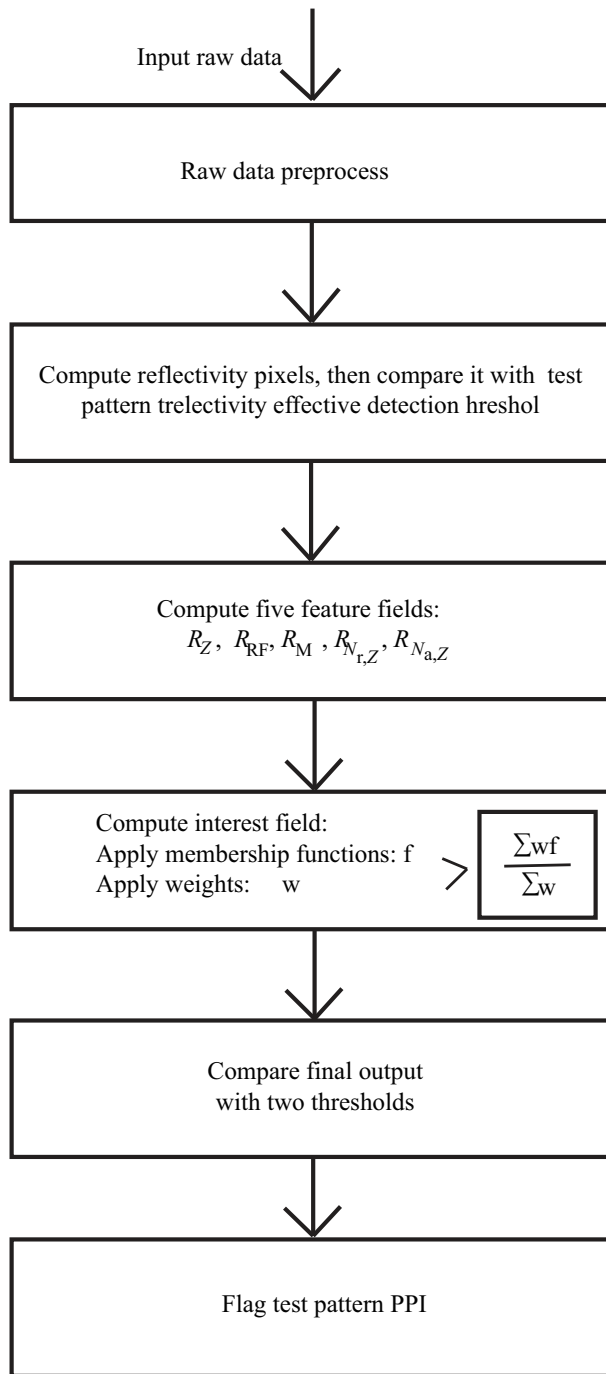 Input raw data
Raw data preprocess
Compute reflectivity pixels, then compare it with test
pattern trelectivity effective detection hreshol
Compute five feature fields:
R_Z, R_RF, R_M, R_{N_{r,Z}}, R_{N_{a,Z}}
Compute interest field:
Apply membership functions: f
Apply weights: w
∑wf
∑w
Compare final output
with two thresholds
Flag test pattern PPI